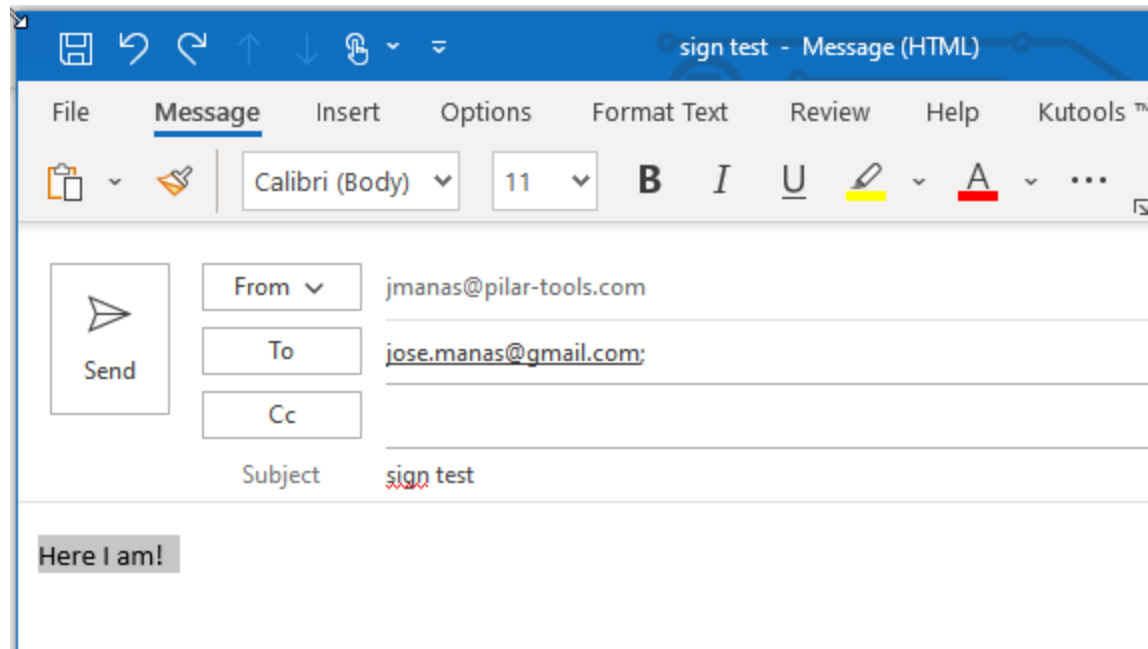 sign test - Message (HTML)
File Message Insert Options Format Text Review Help Kutools ™
Calibri (Body) 11 B I U A
From jmanas@pilar-tools.com
Send
To jose.manas@gmail.com;
Cc
Subject sign test
Here I am!